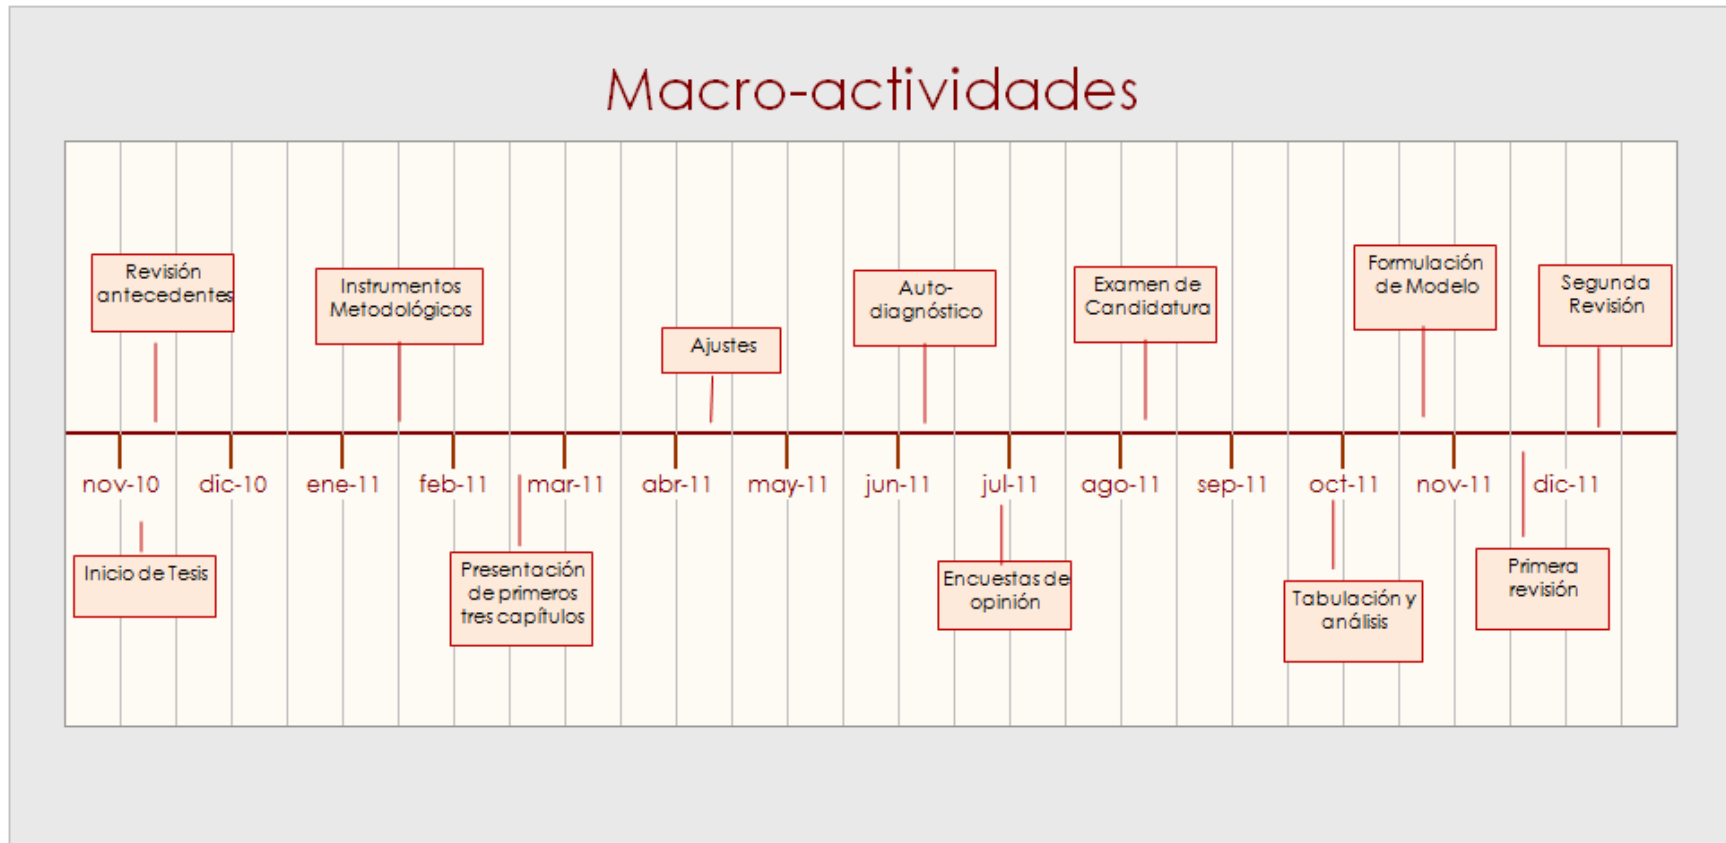 Macro-actividades
Revisión
antecedentes
Instrumentos
Metodológicos
Ajustes
Auto-
diagnóstico
Examen de
Candidatura
Formulación
de Modelo
Segunda
Revisión
nov-10 dic-10 ene-11 feb-11 mar-11 abr-11 may-11 jun-11 jul-11 ago-11 sep-11 oct-11 nov-11 dic-11
Inicio de Tesis
Presentación
de primeros
tres capítulos
Encuestas de
opinión
Tabulación y
análisis
Primera
revisión